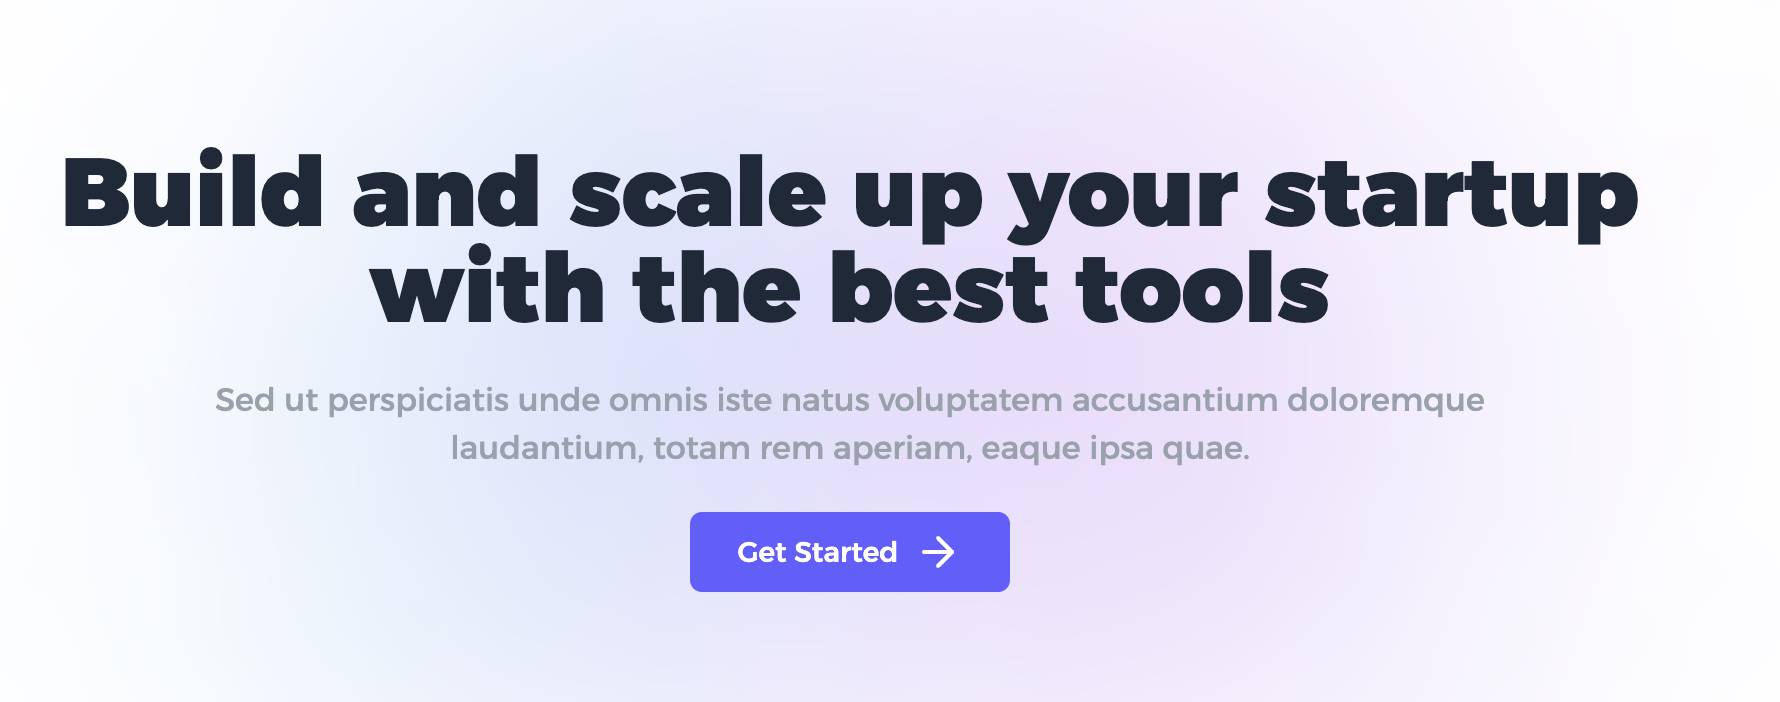 Build and scale up your startup
with the best tools
Sed ut perspiciatis unde omnis iste natus voluptatem accusantium doloremque
laudantium, totam rem aperiam, eaque ipsa quae.
Get Started